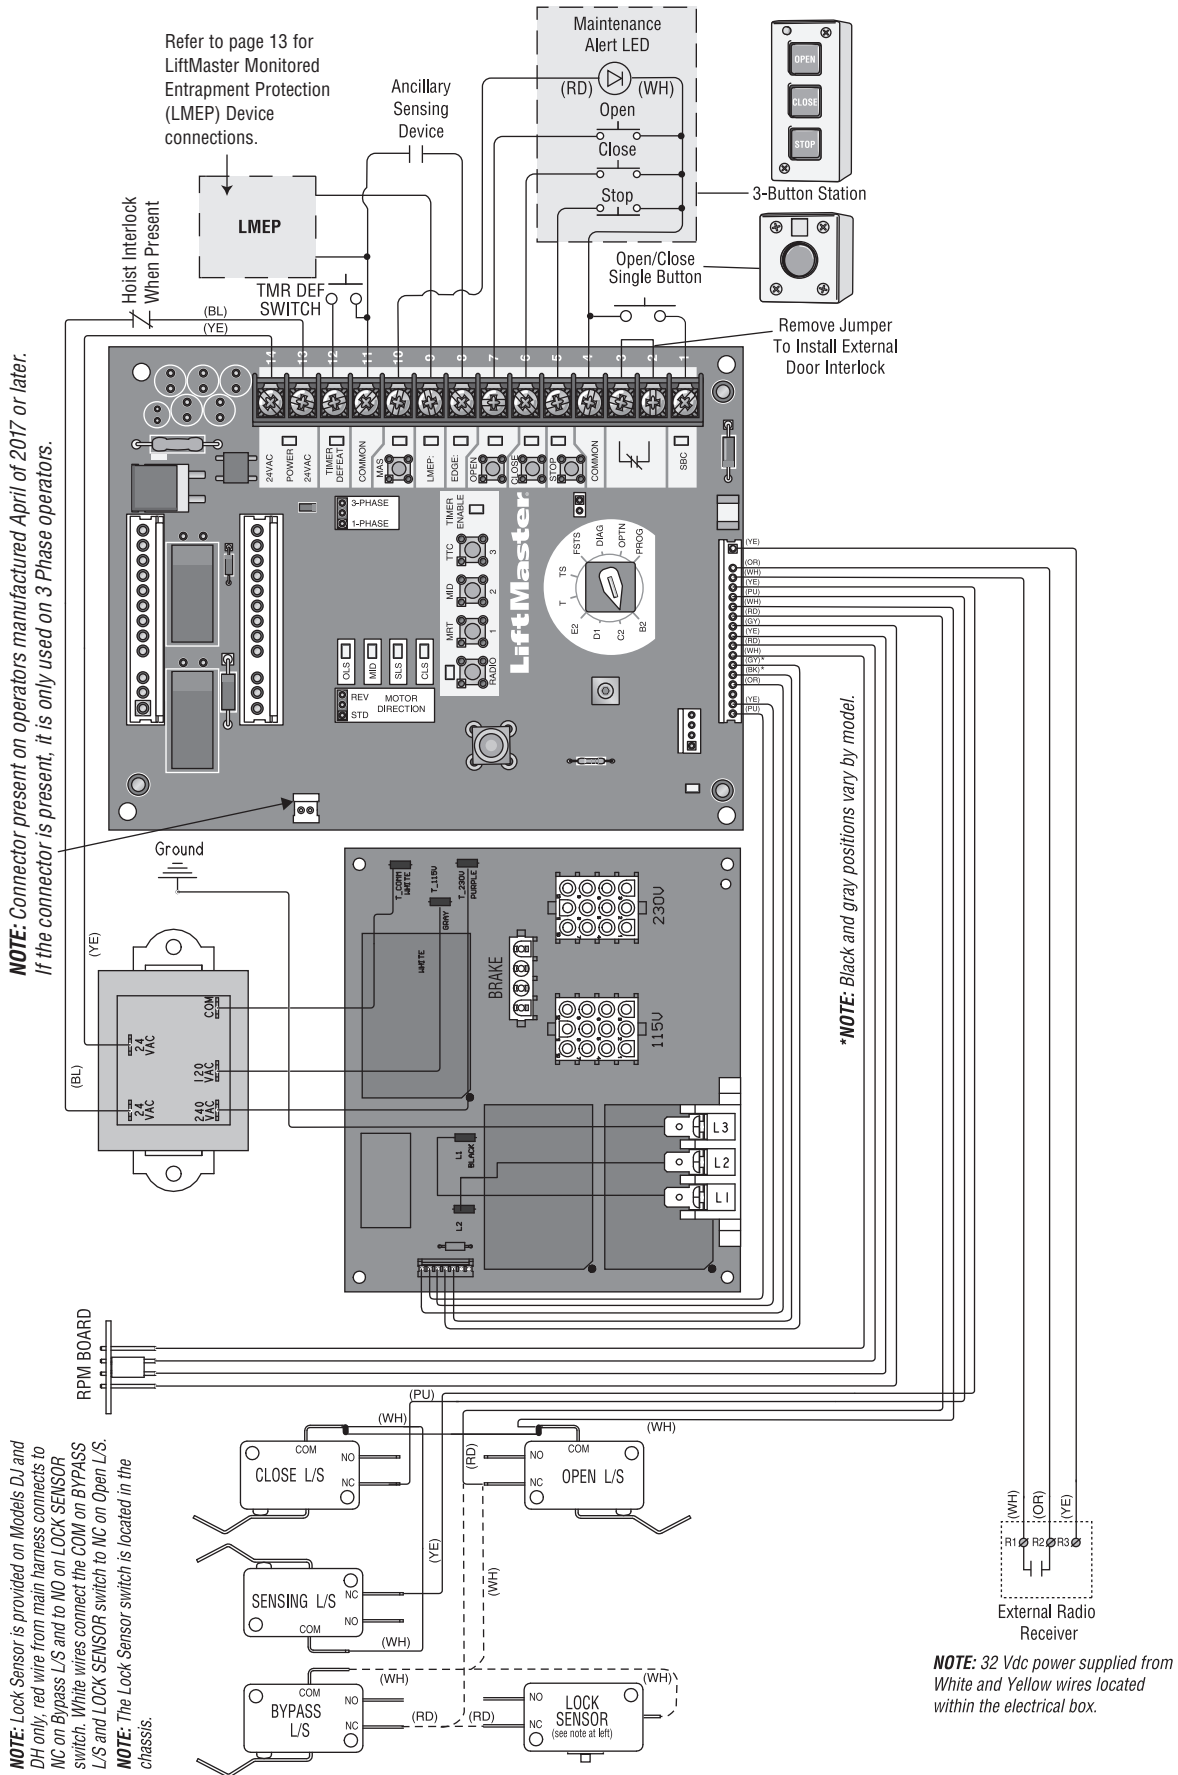 Refer to page 13 for
LiftMaster Monitored
Entrapment Protection
(LMEP) Device
connections.
Ancillary
Sensing
Device
Maintenance
Alert LED
(RD)
(WH)
Open
Close
Stop
OPEN
CLOSE
STOP
3-Button Station
LMEP
Hoist Interlock
When Present
TMR DEF
SWITCH
Open/Close
Single Button
(BL)
(YE)
Remove Jumper
To Install External
Door Interlock
14
13
12
11
10
9
8
7
6
5
4
3
2
1
24VAC
POWER
24VAC
TIMER
DEFEAT
COMMON
MAS
LMEP:
EDGE:
OPEN
CLOSE
STOP
COMMON
SBC
3-PHASE
1-PHASE
TIMER
ENABLE
TTC
3
MID
2
MRT
1
RADIO
LiftMaster
FSTS
DIAG
OPTN
PROG
TS
T
E2
D1
C2
B2
OLS
MID
SLS
CLS
REV
STD
MOTOR
DIRECTION
(YE)
(OR)
(WH)
(YE)
(PU)
(WH)
(RD)
(GY)
(YE)
(RD)
(WH)
(GY)*
(BK)*
(OR)
(YE)
(PU)
NOTE: Connector present on operators manufactured April of 2017 or later.
If the connector is present, it is only used on 3 Phase operators.
*NOTE: Black and gray positions vary by model.
Ground
(YE)
(BL)
COM
24
VAC
120
VAC
24
VAC
240
VAC
T_COMM
WHITE
T_115V
GRAY
T_230V
PURPLE
WHITE
BRAKE
230V
115V
L1
BLACK
L2
L3
L2
L1
RPM BOARD
(PU)
(WH)
(WH)
COM
NO
NC
CLOSE L/S
(RD)
COM
NO
NC
OPEN L/S
(YE)
(WH)
SENSING L/S
NC
NO
COM
(WH)
(WH)
(WH)
COM
BYPASS
L/S
NO
NC
(RD)
(RD)
NO
NC
LOCK
SENSOR
(see note at left)
(WH)
(OR)
(YE)
R1
R2
R3
External Radio
Receiver
NOTE: 32 Vdc power supplied from
White and Yellow wires located
within the electrical box.
NOTE: Lock Sensor is provided on Models DJ and
DH only, red wire from main harness connects to
NC on Bypass L/S and to NO on LOCK SENSOR
switch. White wires connect the COM on BYPASS
L/S and LOCK SENSOR switch to NC on Open L/S.
NOTE: The Lock Sensor switch is located in the
chassis.